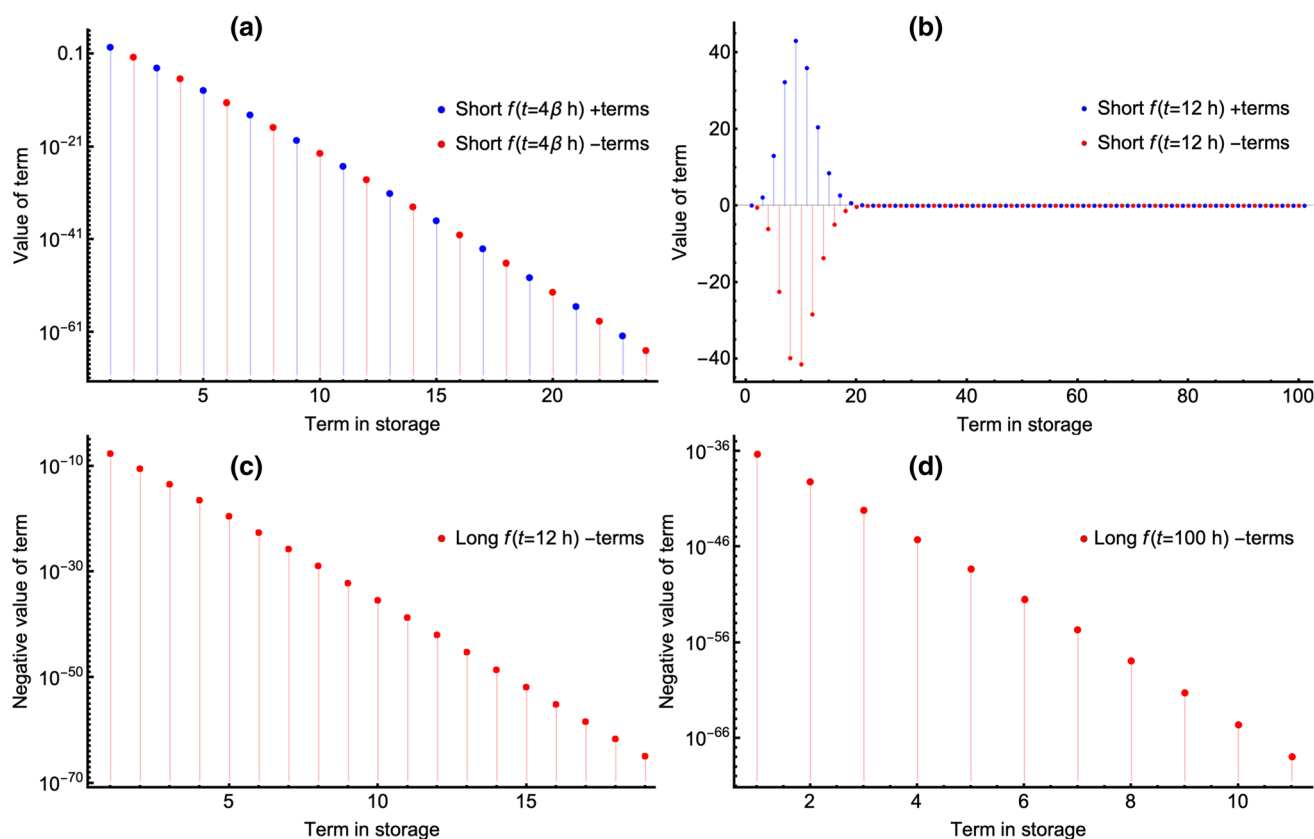 (a)
0.1
10^-21
10^-41
10^-61
Value of term
Short f(t=4β h) +terms
Short f(t=4β h) −terms
5 10 15 20
Term in storage
(b)
40
20
0
−20
−40
Value of term
Short f(t=12 h) +terms
Short f(t=12 h) −terms
0 20 40 60 80 100
Term in storage
(c)
10^-10
10^-30
10^-50
10^-70
Negative value of term
Long f(t=12 h) −terms
5 10 15
Term in storage
(d)
10^-36
10^-46
10^-56
10^-66
Negative value of term
Long f(t=100 h) −terms
2 4 6 8 10
Term in storage